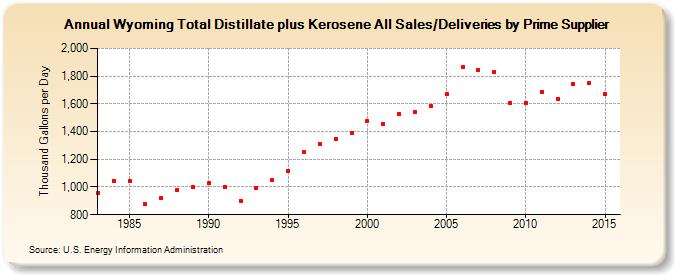 Annual Wyoming Total Distillate plus Kerosene All Sales/Deliveries by Prime Supplier
Thousand Gallons per Day
2,000
1,800
1,600
1,400
1,200
1,000
800
1985 1990 1995 2000 2005 2010 2015
Source: U.S. Energy Information Administration